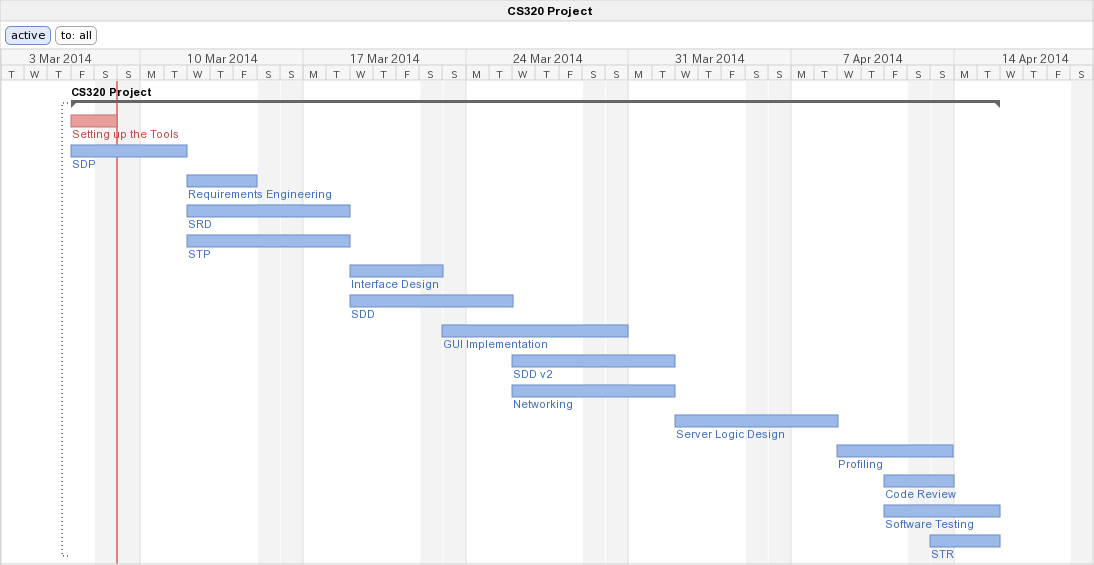 CS320 Project
active to: all
3 Mar 2014 10 Mar 2014 17 Mar 2014 24 Mar 2014 31 Mar 2014 7 Apr 2014 14 Apr 2014
T W T F S S M T W T F S S M T W T F S S M T W T F S S M T W T F S S M T W T F S S M T W T F S
CS320 Project
Setting up the Tools
SDP
Requirements Engineering
SRD
STP
Interface Design
SDD
GUI Implementation
SDD v2
Networking
Server Logic Design
Profiling
Code Review
Software Testing
STR